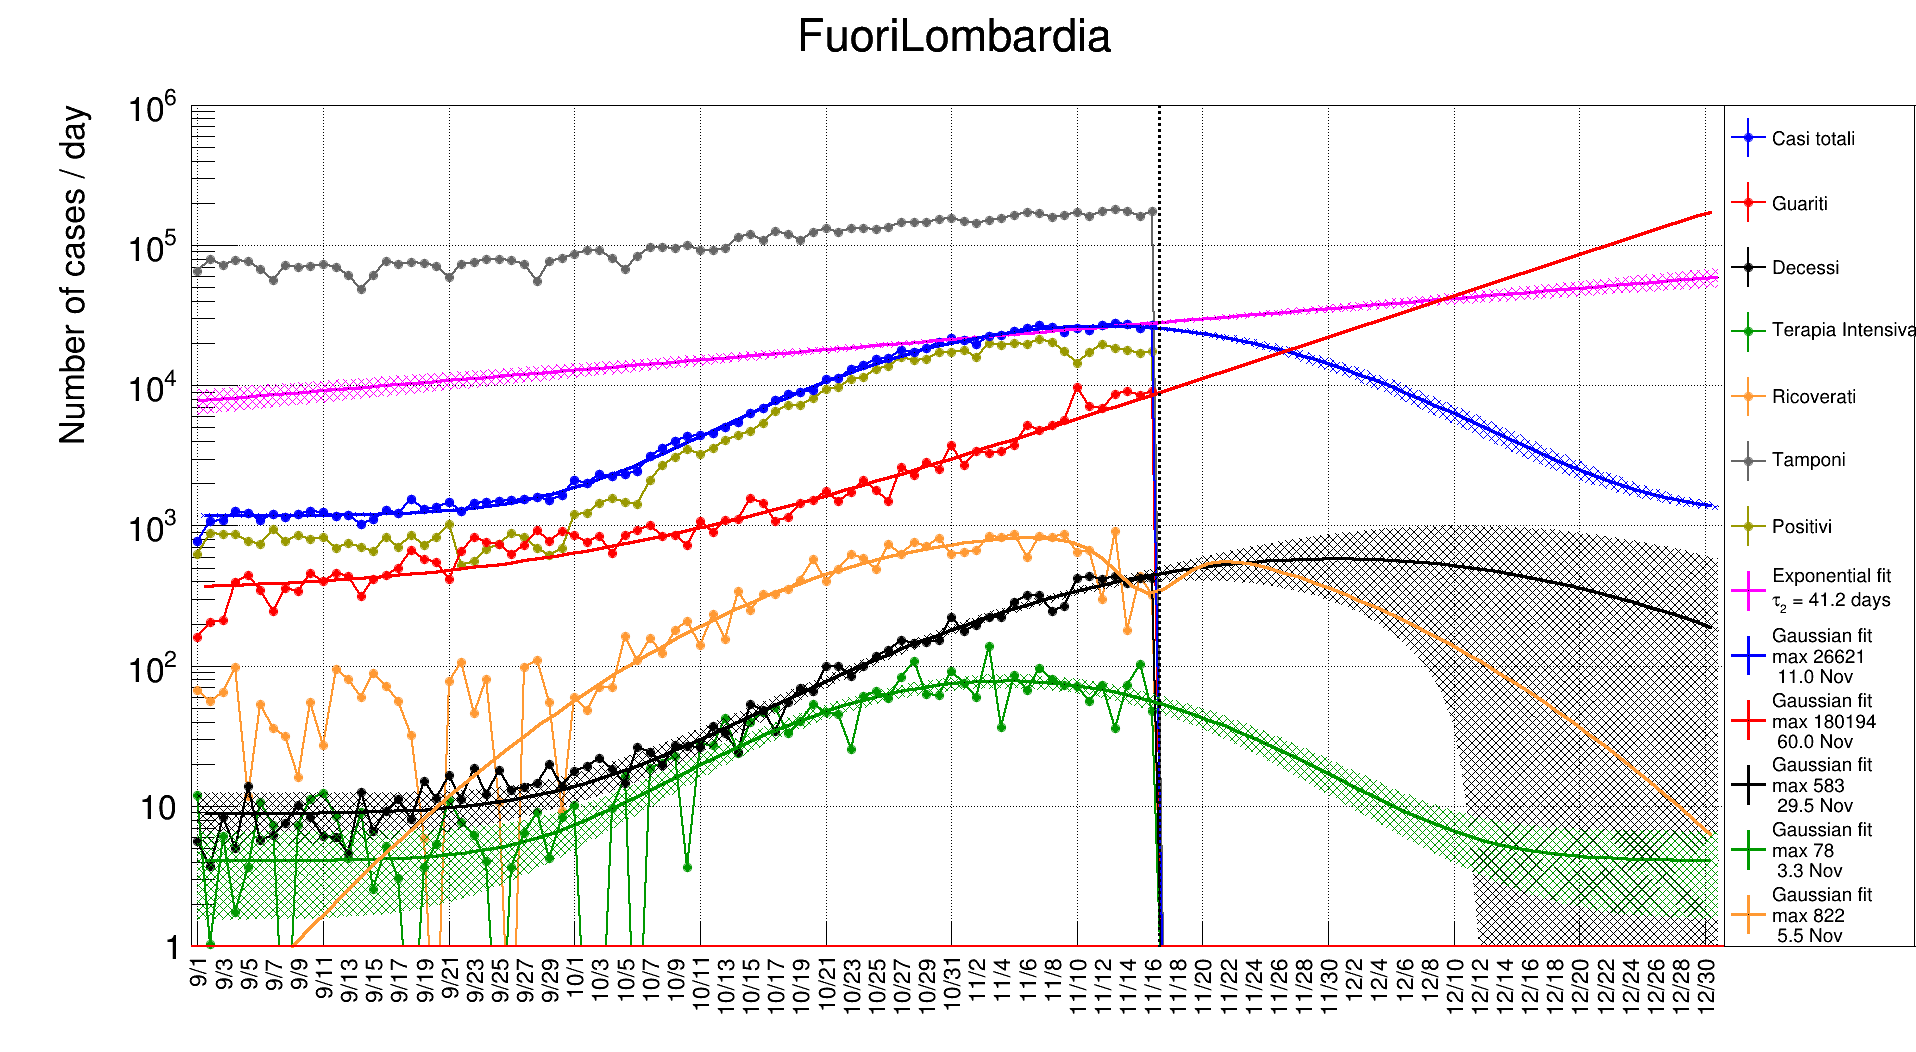 FuoriLombardia
Number of cases / day
10^6
10^5
10^4
10^3
10^2
10
1
9/1
9/3
9/5
9/7
9/9
9/11
9/13
9/15
9/17
9/19
9/21
9/23
9/25
9/27
9/29
10/1
10/3
10/5
10/7
10/9
10/11
10/13
10/15
10/17
10/19
10/21
10/23
10/25
10/27
10/29
10/31
11/2
11/4
11/6
11/8
11/10
11/12
11/14
11/16
11/18
11/20
11/22
11/24
11/26
11/28
11/30
12/2
12/4
12/6
12/8
12/10
12/12
12/14
12/16
12/18
12/20
12/22
12/24
12/26
12/28
12/30
Casi totali
Guariti
Decessi
Terapia Intensiva
Ricoverati
Tamponi
Positivi
Exponential fit
τ₂ = 41.2 days
Gaussian fit
max 26621
11.0 Nov
Gaussian fit
max 180194
60.0 Nov
Gaussian fit
max 583
29.5 Nov
Gaussian fit
max 78
3.3 Nov
Gaussian fit
max 822
5.5 Nov